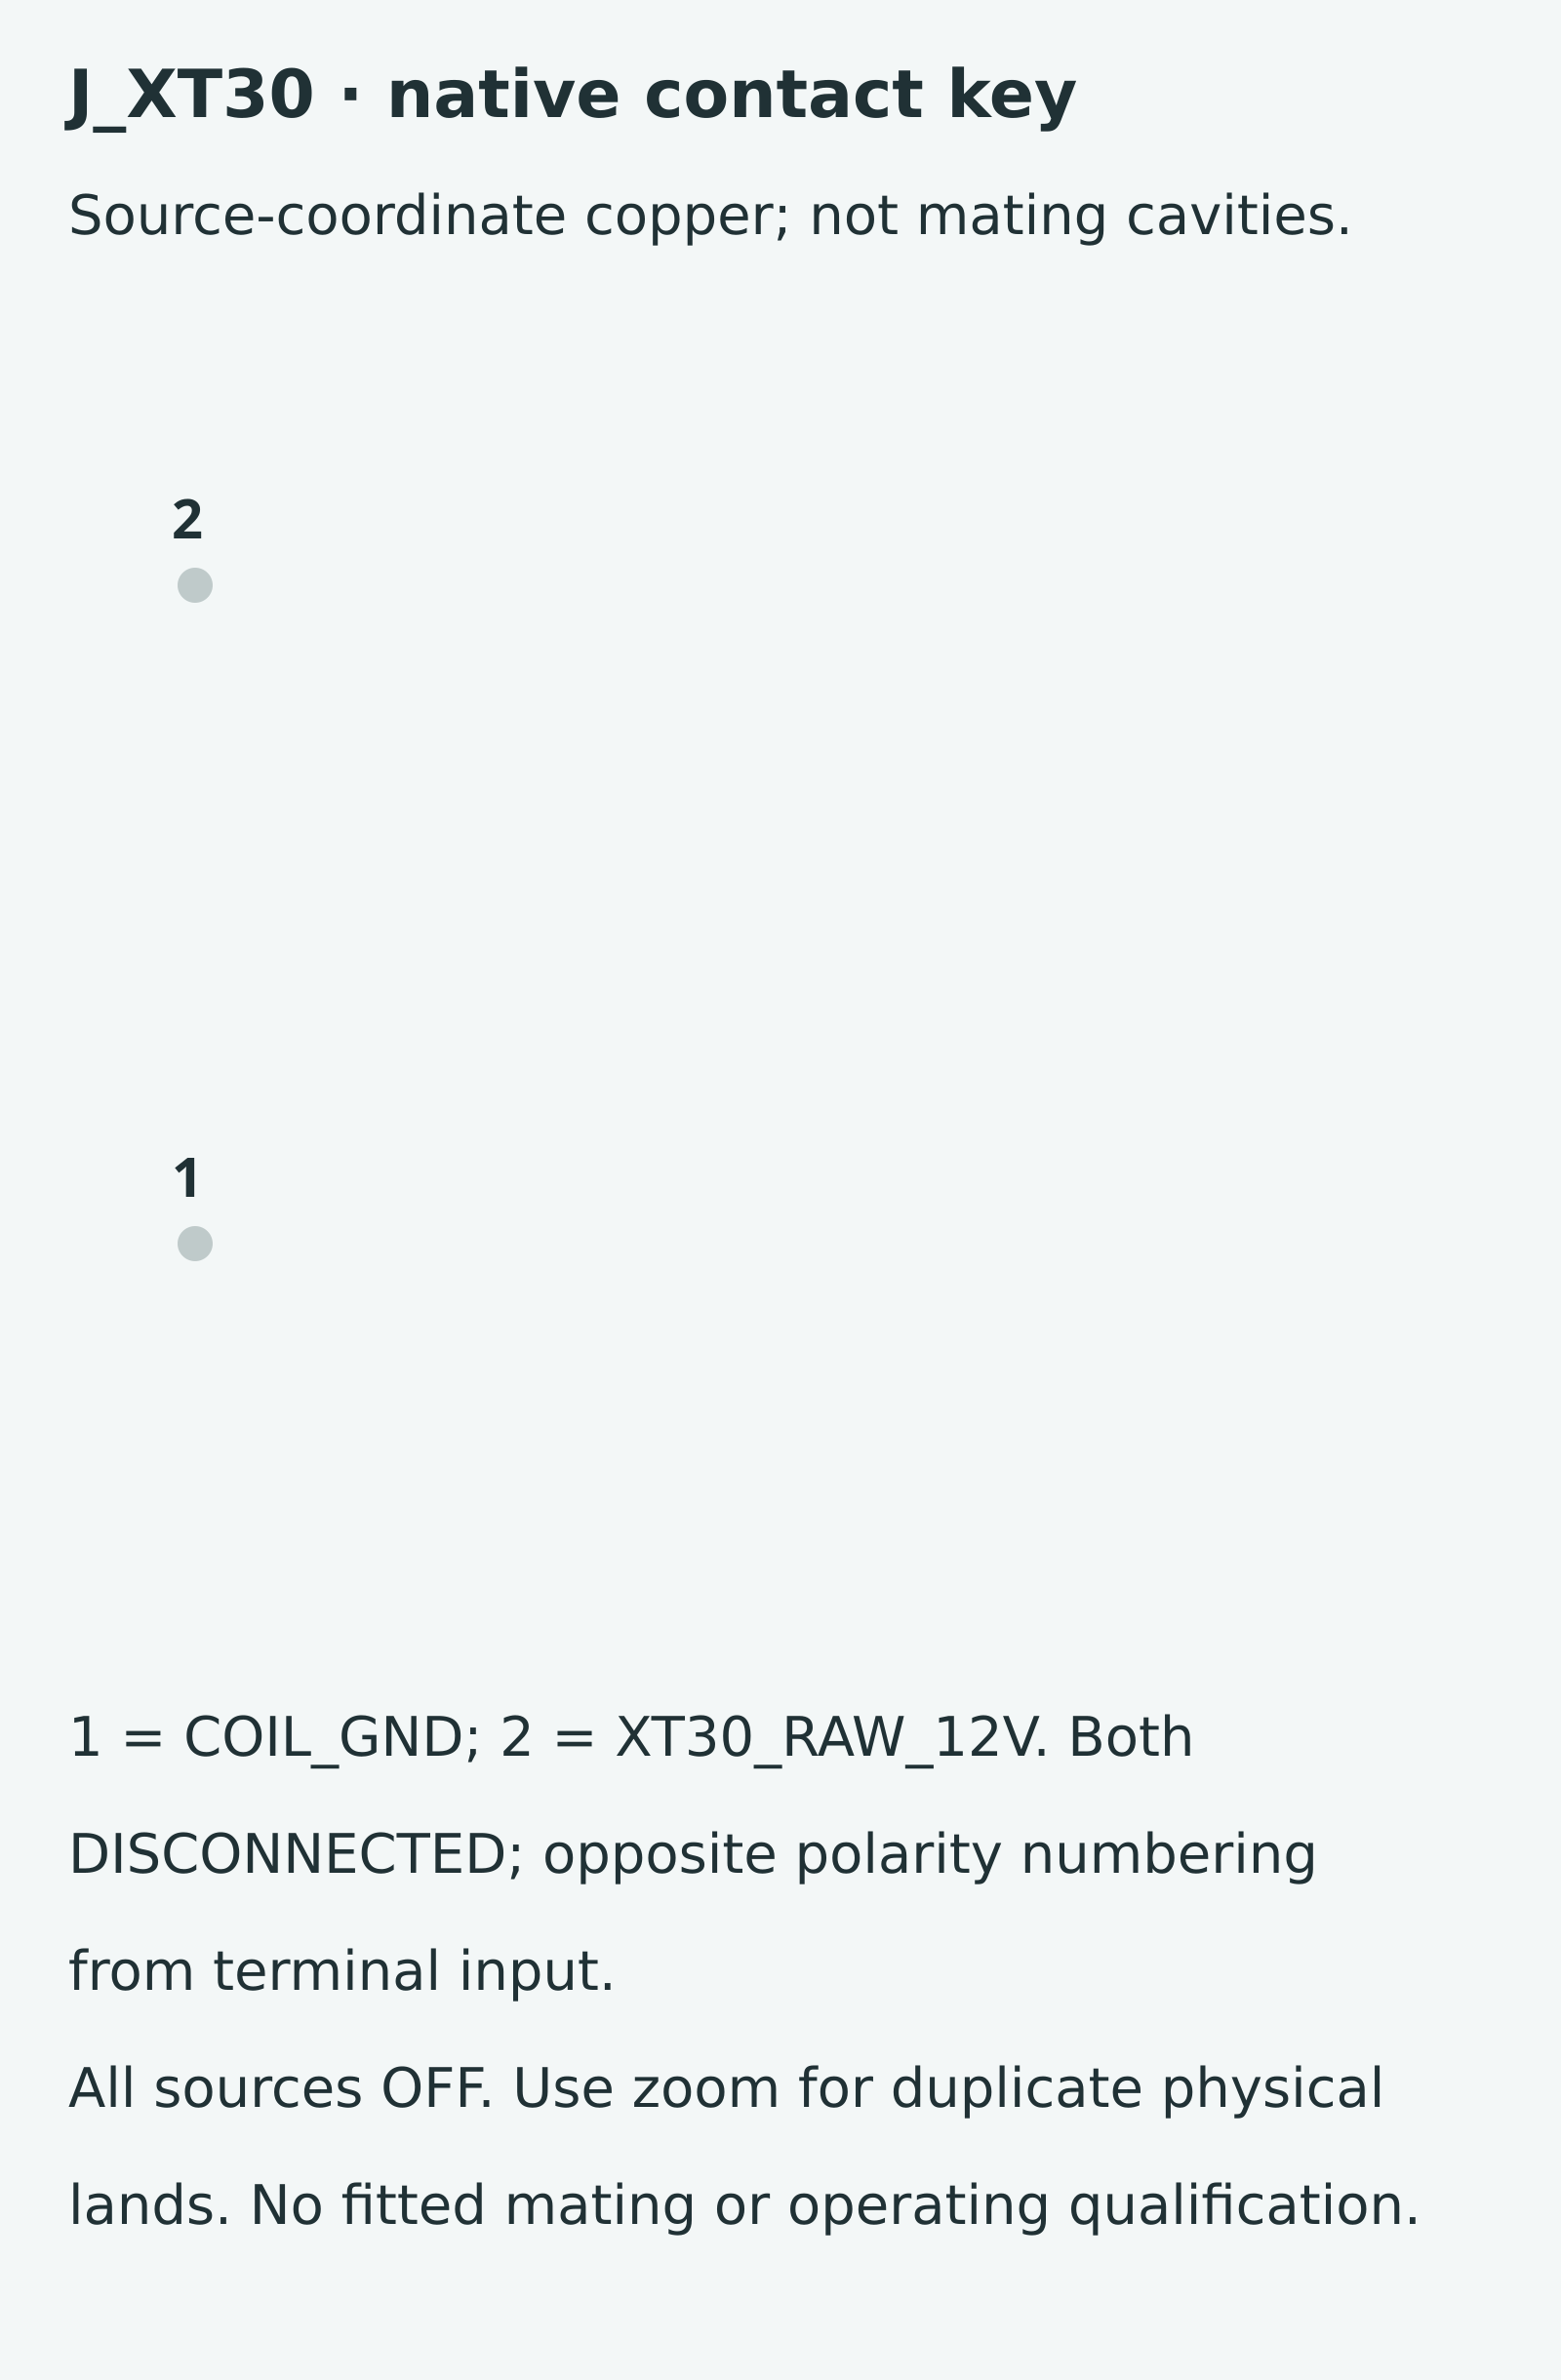 J_XT30 · native contact key
Source-coordinate copper; not mating cavities.
2
1
1 = COIL_GND; 2 = XT30_RAW_12V. Both
DISCONNECTED; opposite polarity numbering
from terminal input.
All sources OFF. Use zoom for duplicate physical
lands. No fitted mating or operating qualification.